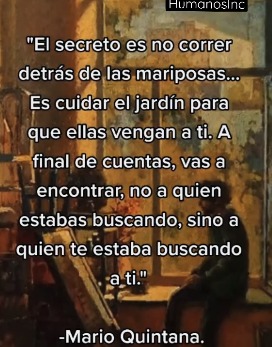 HumanosInc
"El secreto es no correr
detrás de las mariposas...
Es cuidar el jardín para
que ellas vengan a ti. A
final de cuentas, vas a
encontrar, no a quien
estabas buscando, sino a
quien te estaba buscando
a ti."
-Mario Quintana.